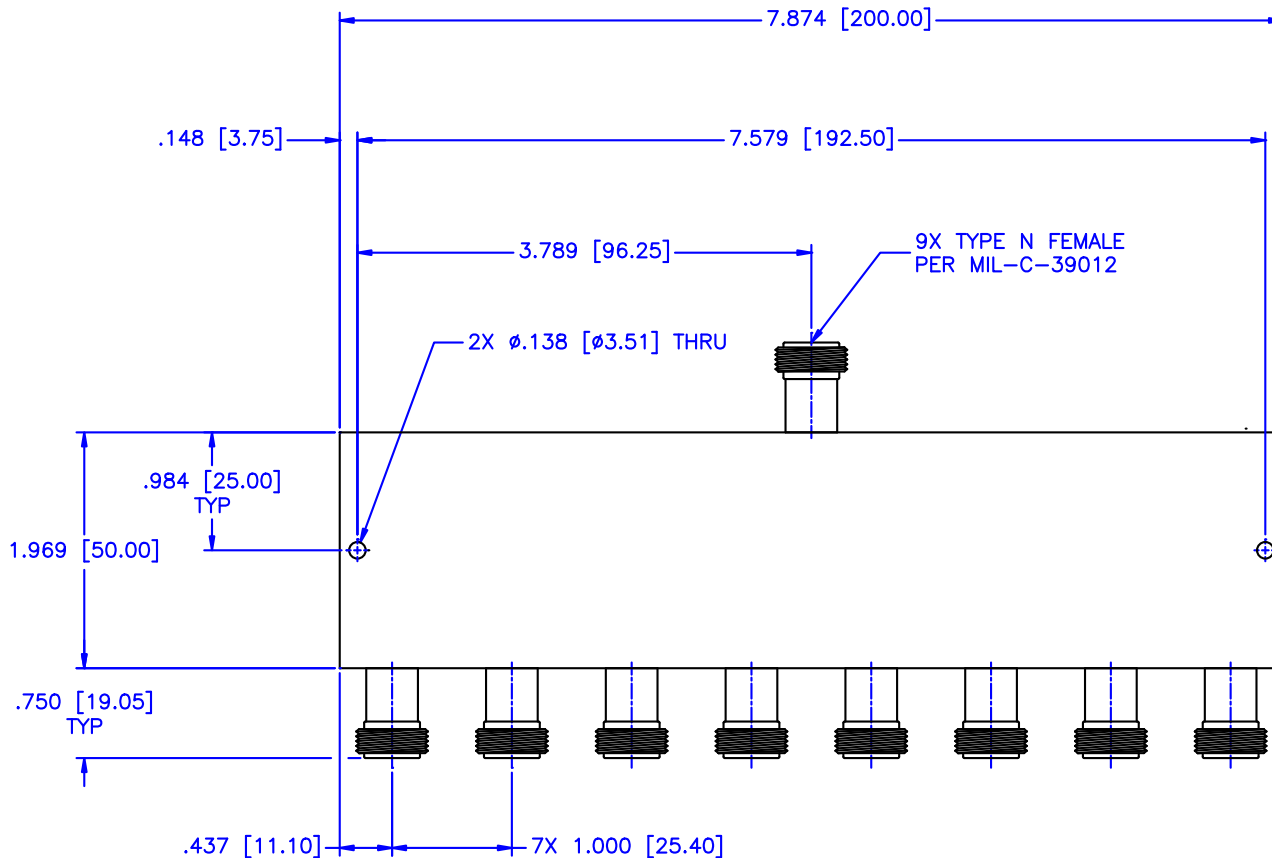 7.874 [200.00]
.148 [3.75]
7.579 [192.50]
3.789 [96.25]
9X TYPE N FEMALE
PER MIL-C-39012
2X ø.138 [ø3.51] THRU
.984 [25.00]
TYP
1.969 [50.00]
.750 [19.05]
TYP
.437 [11.10]
7X 1.000 [25.40]